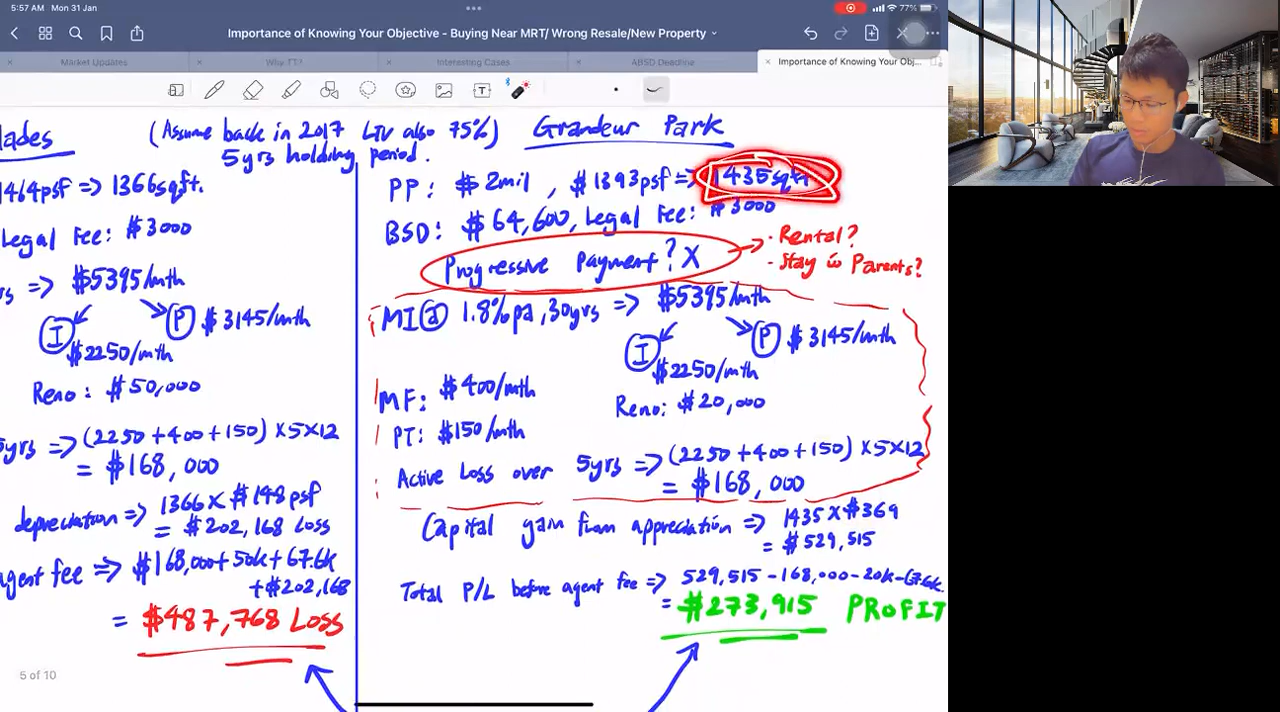 5:57 AM Mon 31 Jan
77%
Importance of Knowing Your Objective - Buying Near MRT/ Wrong Resale/New Property
Market Updates
Why FT?
Interesting Cases
ABSD Deadline
Importance of Knowing Your Obj...
lades
1464psf => 1366sqft.
Legal Fee: $3000
=> $5395/mth
I
P $3145/mth
$2250/mth
Reno: $50,000
5yrs => (2250+400+150) X5X12
= $168,000
depreciation => 1366 X $148 psf
= $202,168 Loss
agent fee => $168,000+50k+67.6k
+$202,168
= $487,768 Loss
5 of 10
(Assume back in 2017 LTV also 75%)
5yrs holding period.
Grandeur Park
PP: $2mil, $1393psf => 1435sqft
BSD: $64,600, Legal Fee: $3000
Progressive Payment? X
· Rental?
· Stay w Parents?
MI@ 1.8%pa, 30yrs => $5395/mth
I
P $3145/mth
$2250/mth
MF: $400/mth
Reno: $20,000
PT: $150/mth
Active Loss over 5yrs => (2250+400+150) X5X12
= $168,000
Capital gain from appreciation => 1435 X $369
= $529,515
Total P/L before agent fee => 529,515-168,000-20k-67.6k
= $273,915 PROFIT